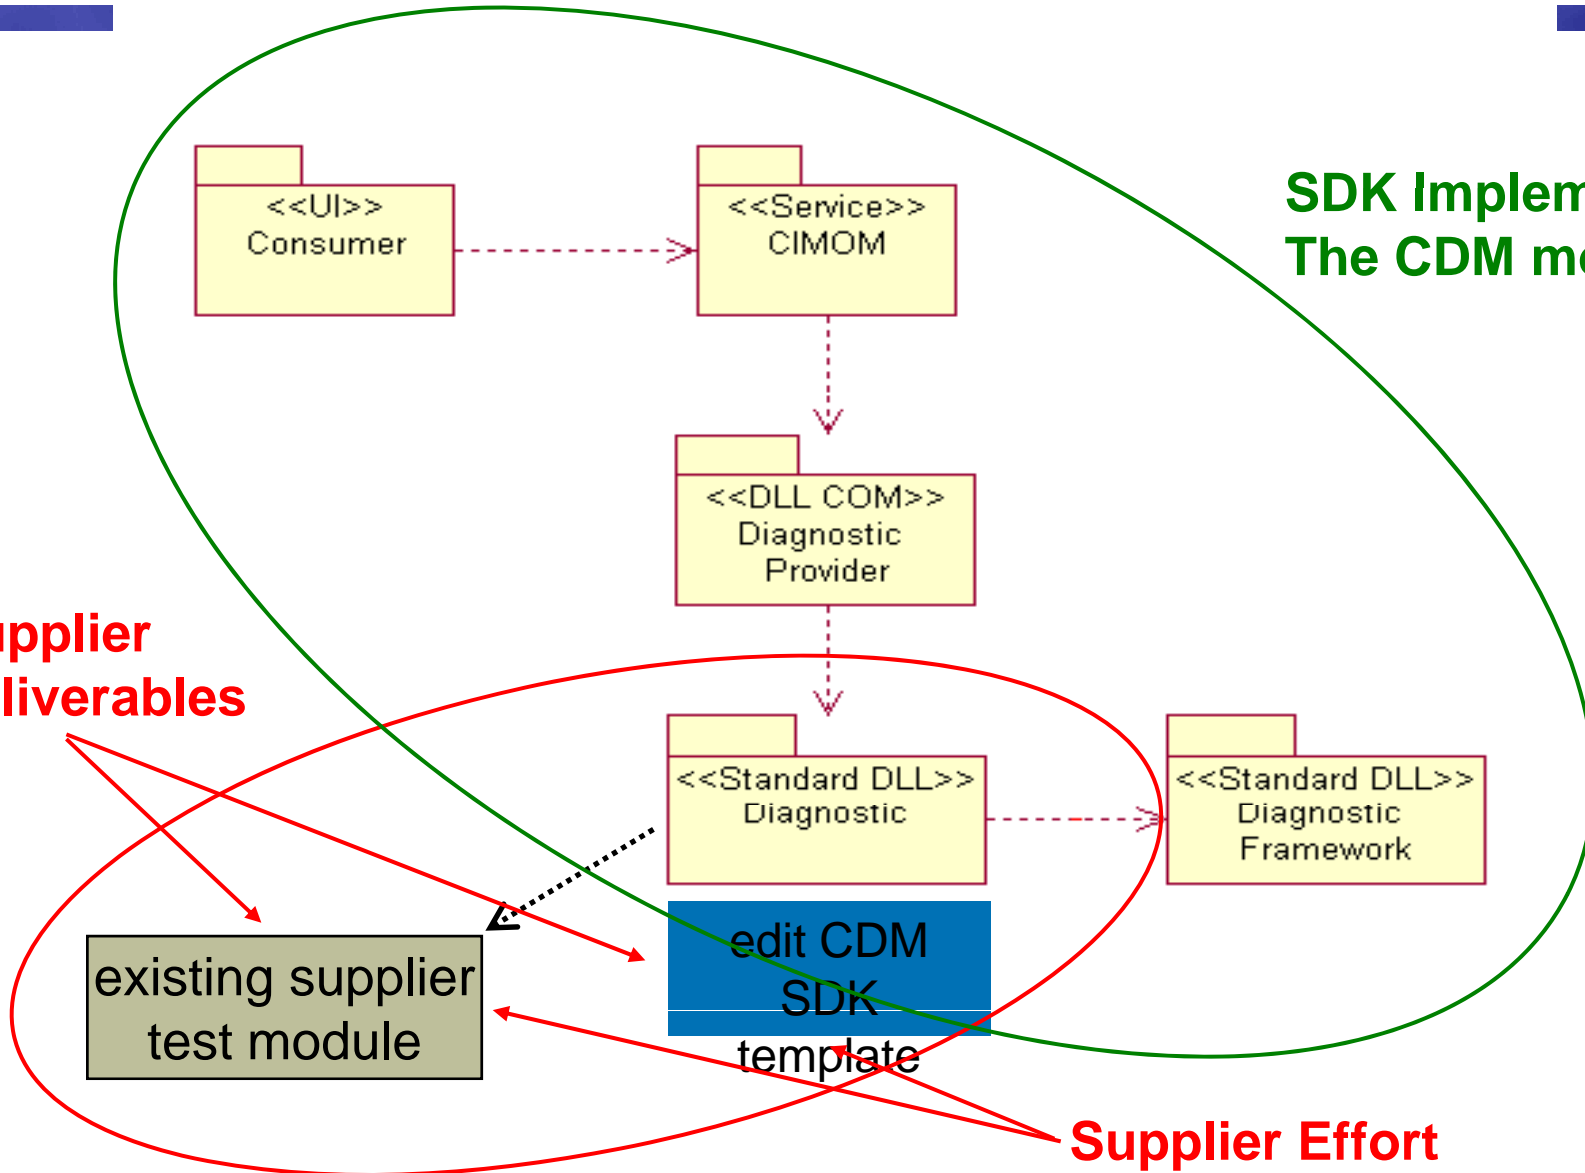 <<UI>>
Consumer
<<Service>>
CIMOM
SDK Implem
The CDM m
<<DLL COM>>
Diagnostic
Provider
upplier
liverables
<<Standard DLL>>
Diagnostic
<<Standard DLL>>
Diagnostic
Framework
existing supplier
test module
edit CDM
SDK
template
Supplier Effort